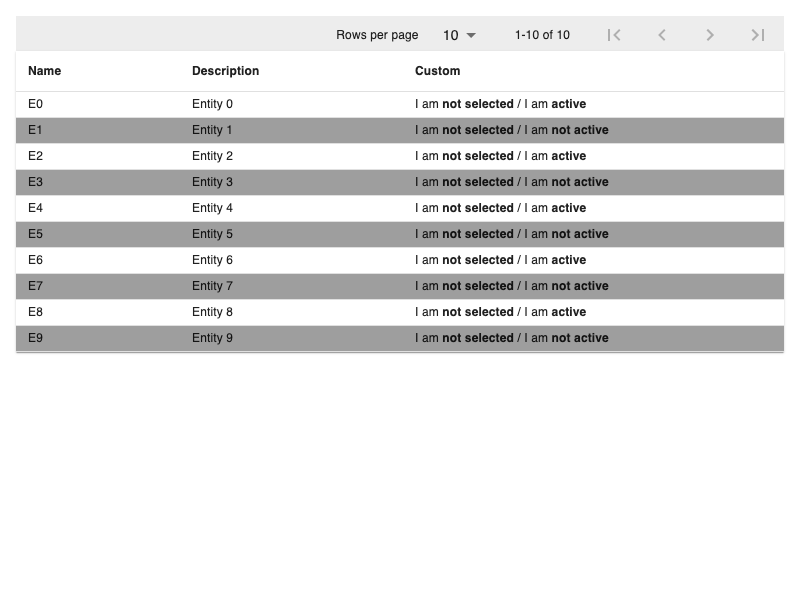 Rows per page 10 1-10 of 10
Name Description Custom
E0 Entity 0 I am not selected / I am active
E1 Entity 1 I am not selected / I am not active
E2 Entity 2 I am not selected / I am active
E3 Entity 3 I am not selected / I am not active
E4 Entity 4 I am not selected / I am active
E5 Entity 5 I am not selected / I am not active
E6 Entity 6 I am not selected / I am active
E7 Entity 7 I am not selected / I am not active
E8 Entity 8 I am not selected / I am active
E9 Entity 9 I am not selected / I am not active